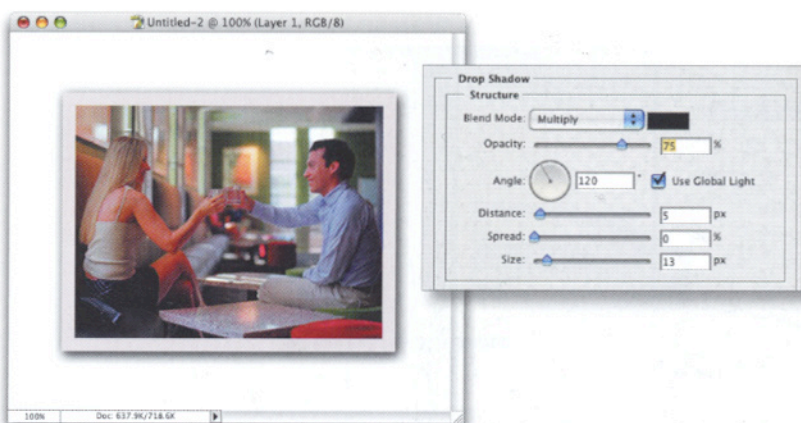 Untitled-2 @ 100% (Layer 1, RGB/8)
100%
Doc: 637.9K/718.6K
Drop Shadow
Structure
Blend Mode: Multiply
Opacity: 75 %
Angle: 120 ° Use Global Light
Distance: 5 px
Spread: 0 %
Size: 13 px